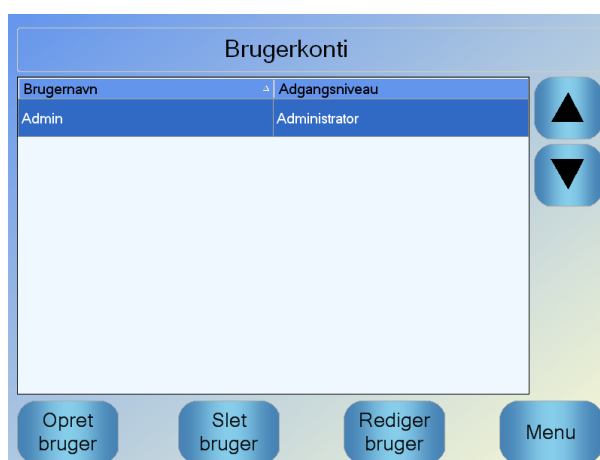 Brugerkonti
Brugernavn Adgangsniveau
Admin Administrator
Opret
bruger
Slet
bruger
Rediger
bruger
Menu